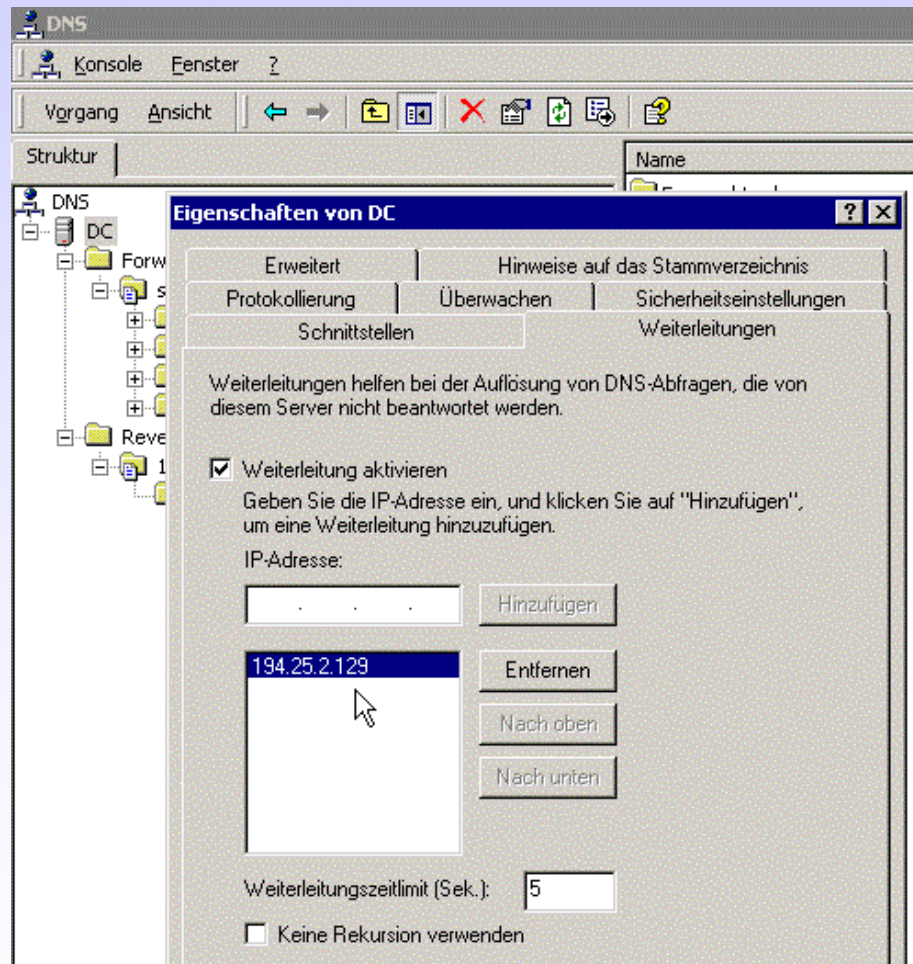 DNS
Konsole Fenster ?
Vorgang Ansicht
Struktur
Name
DNS
DC
Forw
s
Reve
1
Eigenschaften von DC
Erweitert Hinweise auf das Stammverzeichnis
Protokollierung Überwachen Sicherheitseinstellungen
Schnittstellen Weiterleitungen
Weiterleitungen helfen bei der Auflösung von DNS-Abfragen, die von
diesem Server nicht beantwortet werden.
Weiterleitung aktivieren
Geben Sie die IP-Adresse ein, und klicken Sie auf "Hinzufügen",
um eine Weiterleitung hinzuzufügen.
IP-Adresse:
. . . Hinzufügen
194.25.2.129 Entfernen
Nach oben
Nach unten
Weiterleitungszeitlimit (Sek.): 5
Keine Rekursion verwenden